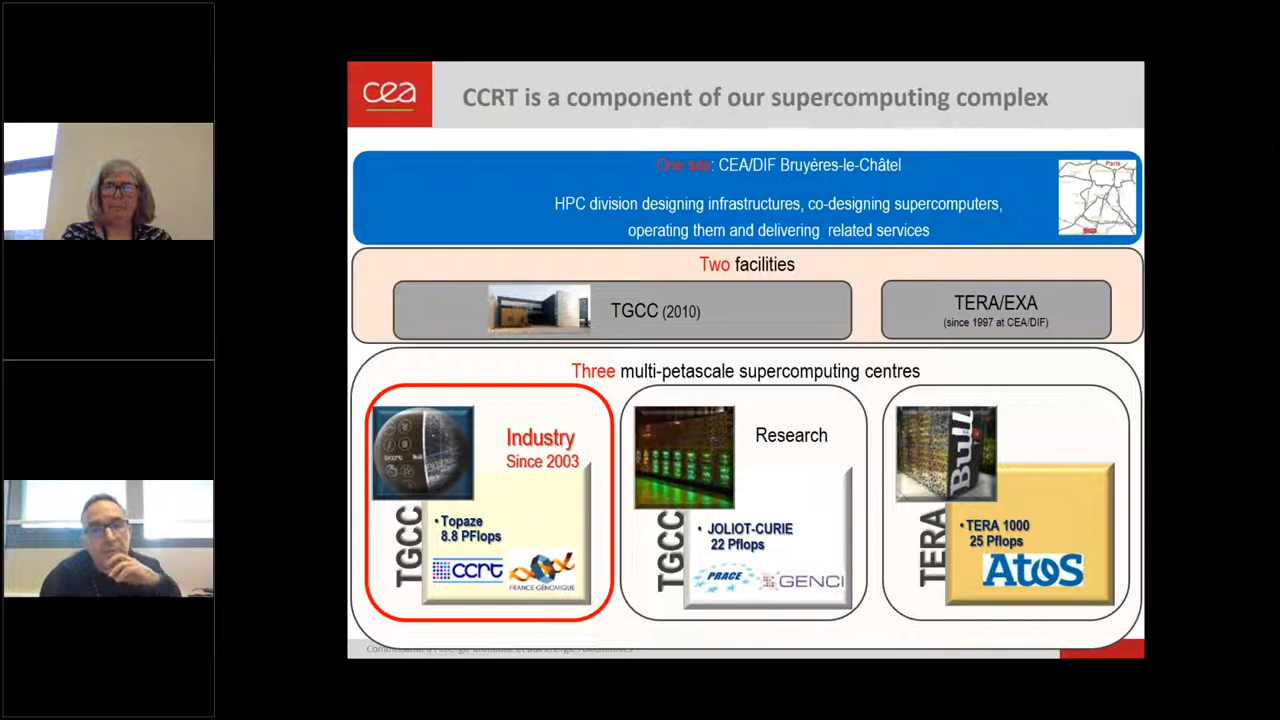 cea
CCRT is a component of our supercomputing complex
One site: CEA/DIF Bruyères-le-Châtel
Paris
HPC division designing infrastructures, co-designing supercomputers,
operating them and delivering related services
Two facilities
TGCC (2010)
TERA/EXA
(since 1997 at CEA/DIF)
Three multi-petascale supercomputing centres
Industry
Since 2003
TGCC
• Topaze
8.8 PFlops
ccrt
FRANCE GÉNOMIQUE
Research
TGCC
• JOLIOT-CURIE
22 Pflops
PRACE
GENCI
Bull
TERA
• TERA 1000
25 Pflops
Atos